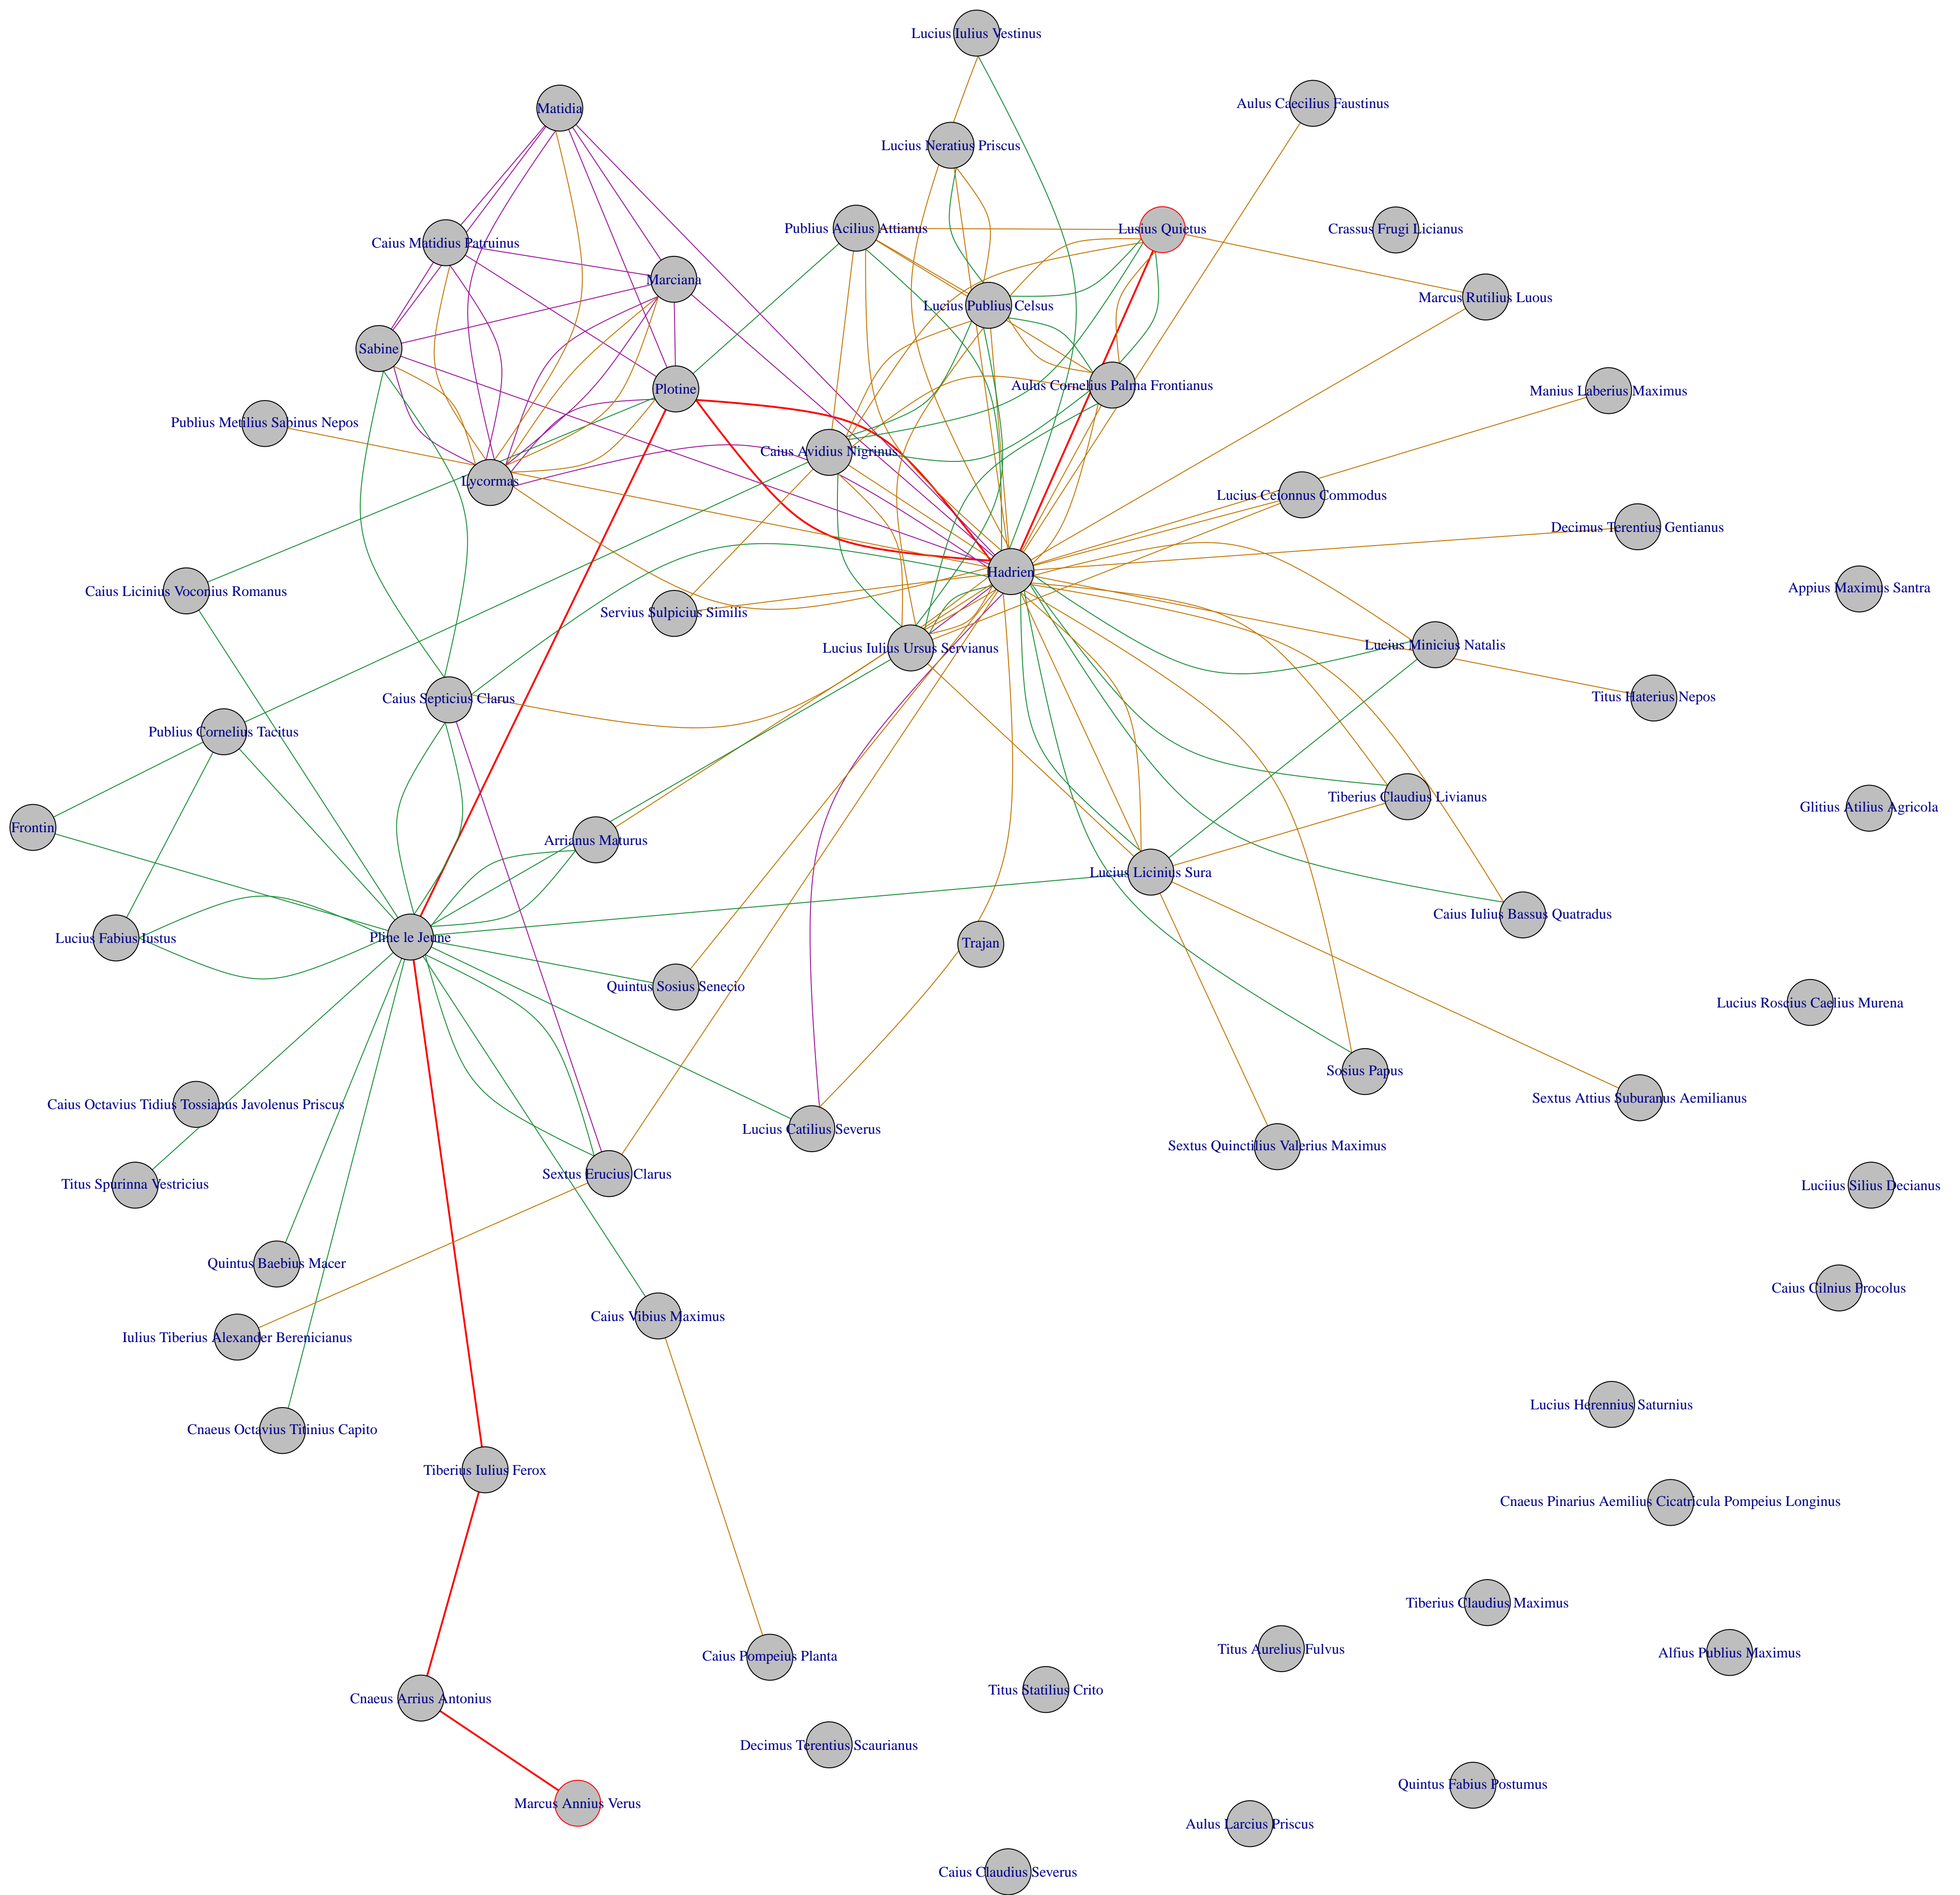 Lucius Iulius Vestinus
Aulus Caecilius Faustinus
Matidia
Lucius Neratius Priscus
Publius Acilius Attianus
Lusius Quietus
Crassus Frugi Licianus
Caius Matidius Patruinus
Marciana
Marcus Rutilius Luous
Lucius Publius Celsus
Sabine
Plotine
Aulus Cornelius Palma Frontianus
Manius Laberius Maximus
Publius Metilius Sabinus Nepos
Caius Avidius Nigrinus
Lycormas
Lucius Ceionnus Commodus
Decimus Terentius Gentianus
Hadrien
Caius Licinius Voconius Romanus
Appius Maximus Santra
Servius Sulpicius Similis
Lucius Iulius Ursus Servianus
Lucius Minicius Natalis
Caius Septicius Clarus
Titus Haterius Nepos
Publius Cornelius Tacitus
Tiberius Claudius Livianus
Glitius Atilius Agricola
Frontin
Arrianus Maturus
Lucius Licinius Sura
Caius Iulius Bassus Quatradus
Lucius Fabius Iustus
Pline le Jeune
Trajan
Quintus Sosius Senecio
Lucius Roscius Caelius Murena
Sosius Papus
Sextus Attius Suburanus Aemilianus
Caius Octavius Tidius Tossianus Javolenus Priscus
Lucius Catilius Severus
Sextus Quinctilius Valerius Maximus
Sextus Erucius Clarus
Titus Spurinna Vestricius
Luciius Silius Decianus
Quintus Baebius Macer
Caius Cilnius Procolus
Caius Vibius Maximus
Iulius Tiberius Alexander Berenicianus
Lucius Herennius Saturnius
Cnaeus Octavius Titinius Capito
Tiberius Iulius Ferox
Cnaeus Pinarius Aemilius Cicatricula Pompeius Longinus
Tiberius Claudius Maximus
Titus Aurelius Fulvus
Alfius Publius Maximus
Caius Pompeius Planta
Titus Statilius Crito
Cnaeus Arrius Antonius
Decimus Terentius Scaurianus
Quintus Fabius Postumus
Marcus Annius Verus
Aulus Larcius Priscus
Caius Claudius Severus